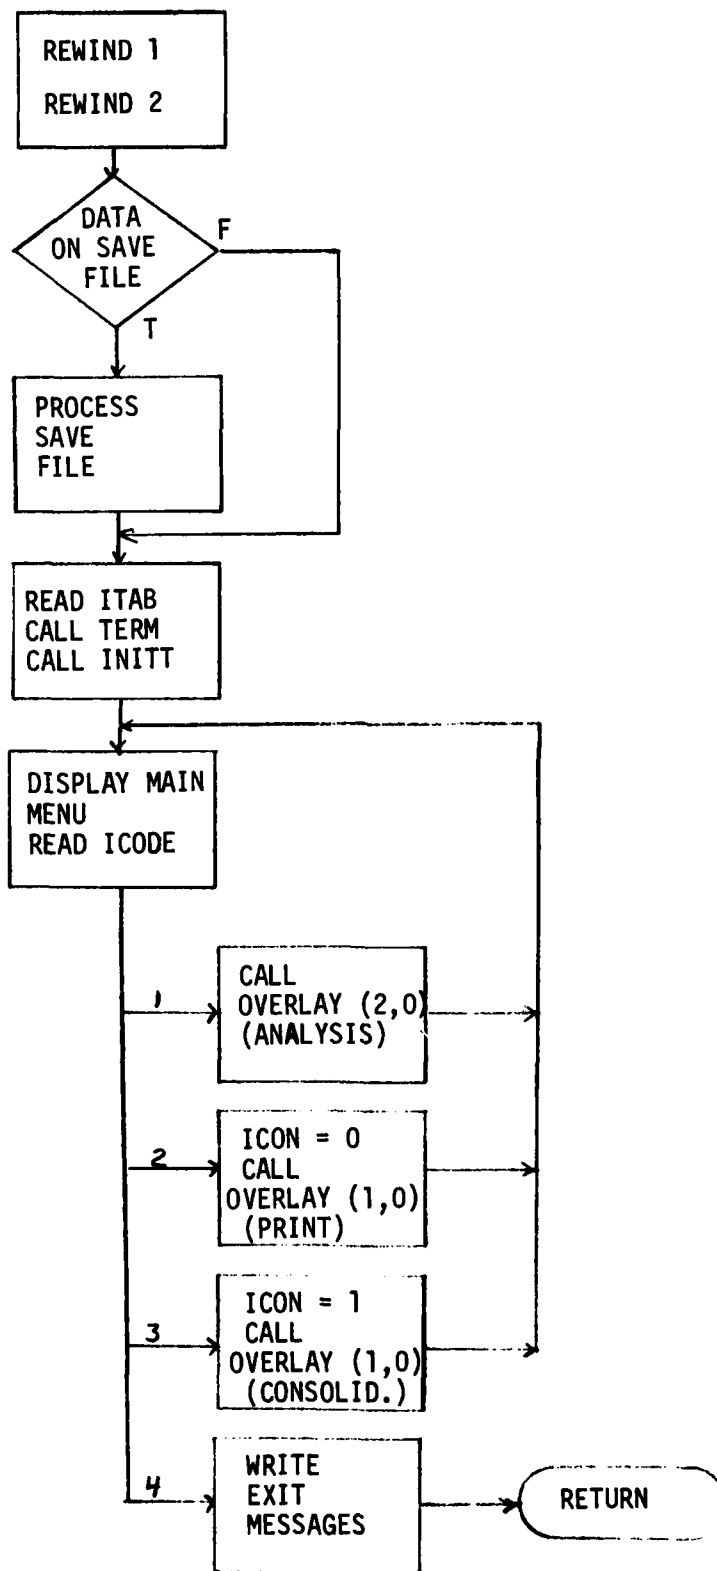 REWIND 1
REWIND 2
DATA
ON SAVE
FILE
F
T
PROCESS
SAVE
FILE
READ ITAB
CALL TERM
CALL INITT
DISPLAY MAIN
MENU
READ ICODE
1
CALL
OVERLAY (2,0)
(ANALYSIS)
2
ICON = 0
CALL
OVERLAY (1,0)
(PRINT)
3
ICON = 1
CALL
OVERLAY (1,0)
(CONSOLID.)
4
WRITE
EXIT
MESSAGES
RETURN